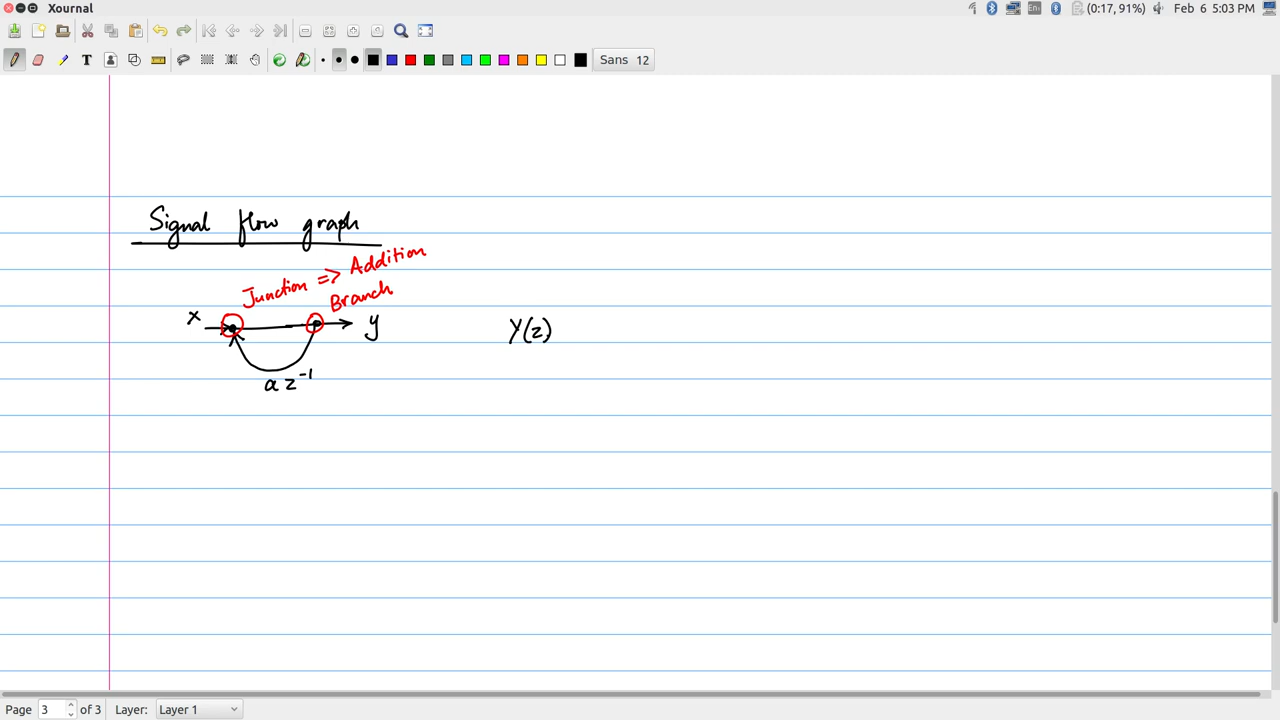 Xournal
(0:17, 91%) Feb 6 5:03 PM
Sans 12
Signal flow graph
Junction => Addition
Branch
x y Y(z)
a z⁻¹
Page 3 of 3 Layer: Layer 1